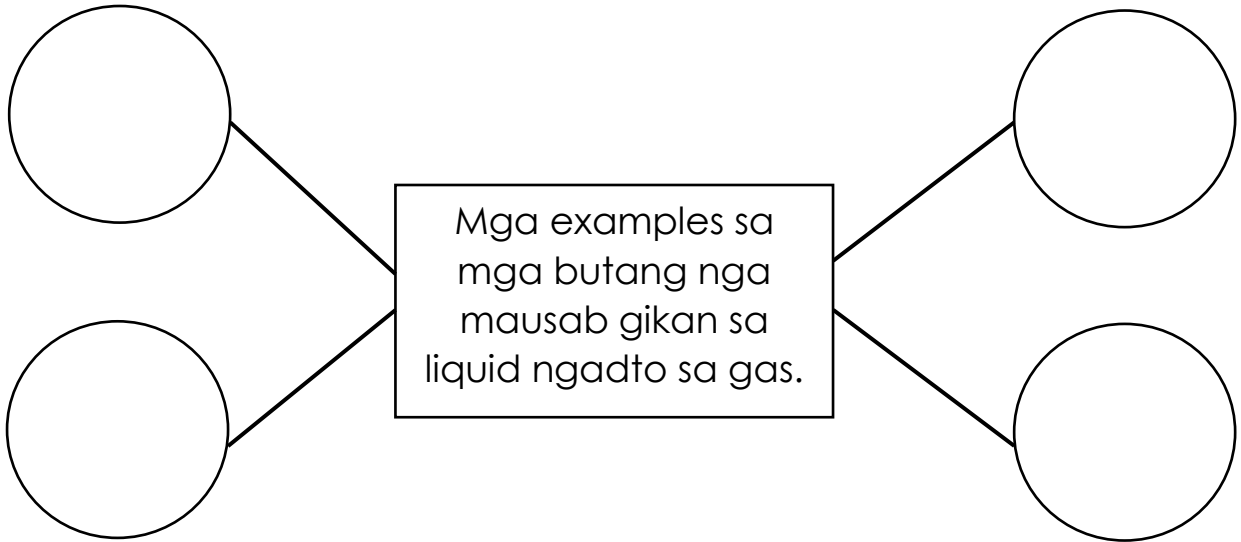 Mga examples sa
mga butang nga
mausab gikan sa
liquid ngadto sa gas.